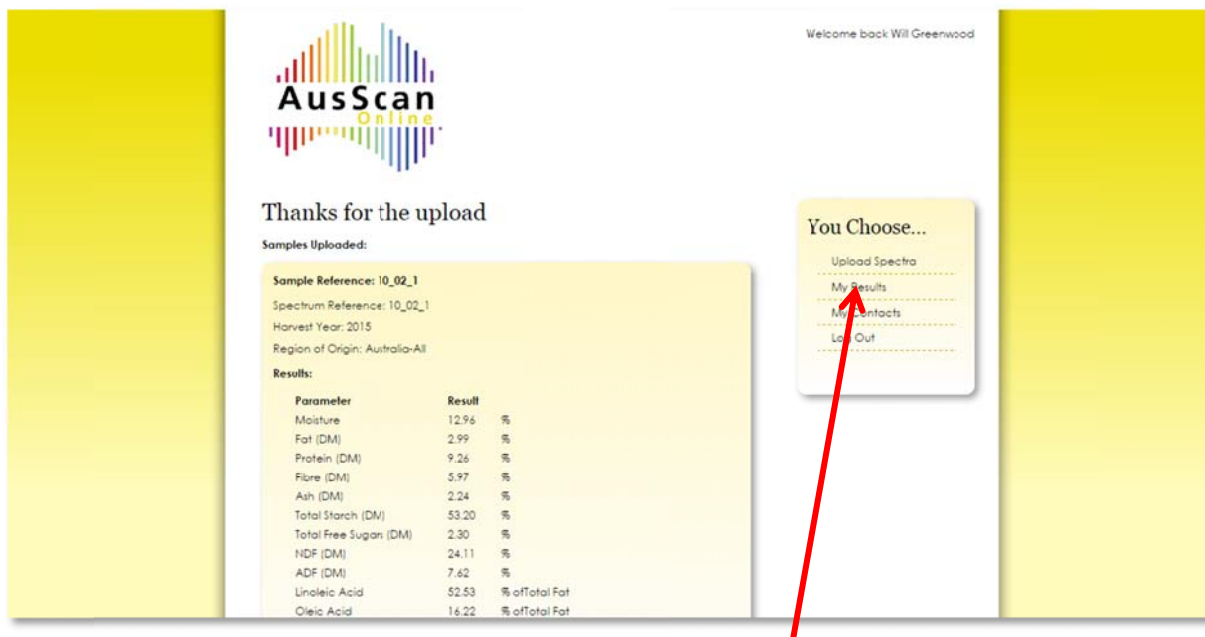 Welcome back Will Greenwood
AusScan
Online
Thanks for the upload
Samples Uploaded:
Sample Reference: 10_02_1
Spectrum Reference: 10_02_1
Harvest Year: 2015
Region of Origin: Australia-All
Results:
Parameter Result
Moisture 12.96 %
Fat (DM) 2.99 %
Protein (DM) 9.26 %
Fibre (DM) 5.97 %
Ash (DM) 2.24 %
Total Starch (DM) 53.20 %
Total Free Sugan (DM) 2.30 %
NDF (DM) 24.11 %
ADF (DM) 7.62 %
Linoleic Acid 52.53 % ofTotal Fat
Oleic Acid 16.22 % ofTotal Fat
You Choose...
Upload Spectra
My Results
My Contacts
Log Out